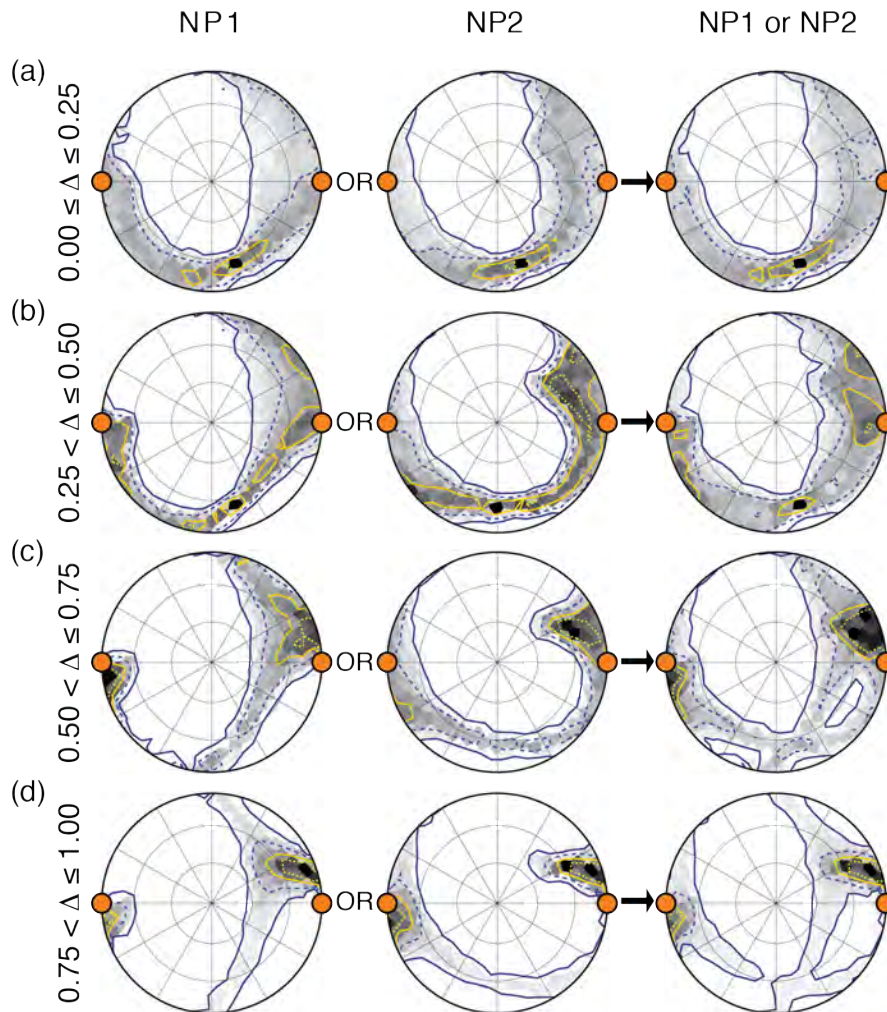 NP1 NP2 NP1 or NP2
(a)
0.00 ≤ Δ ≤ 0.25
OR
(b)
0.25 < Δ ≤ 0.50
OR
(c)
0.50 < Δ ≤ 0.75
OR
(d)
0.75 < Δ ≤ 1.00
OR